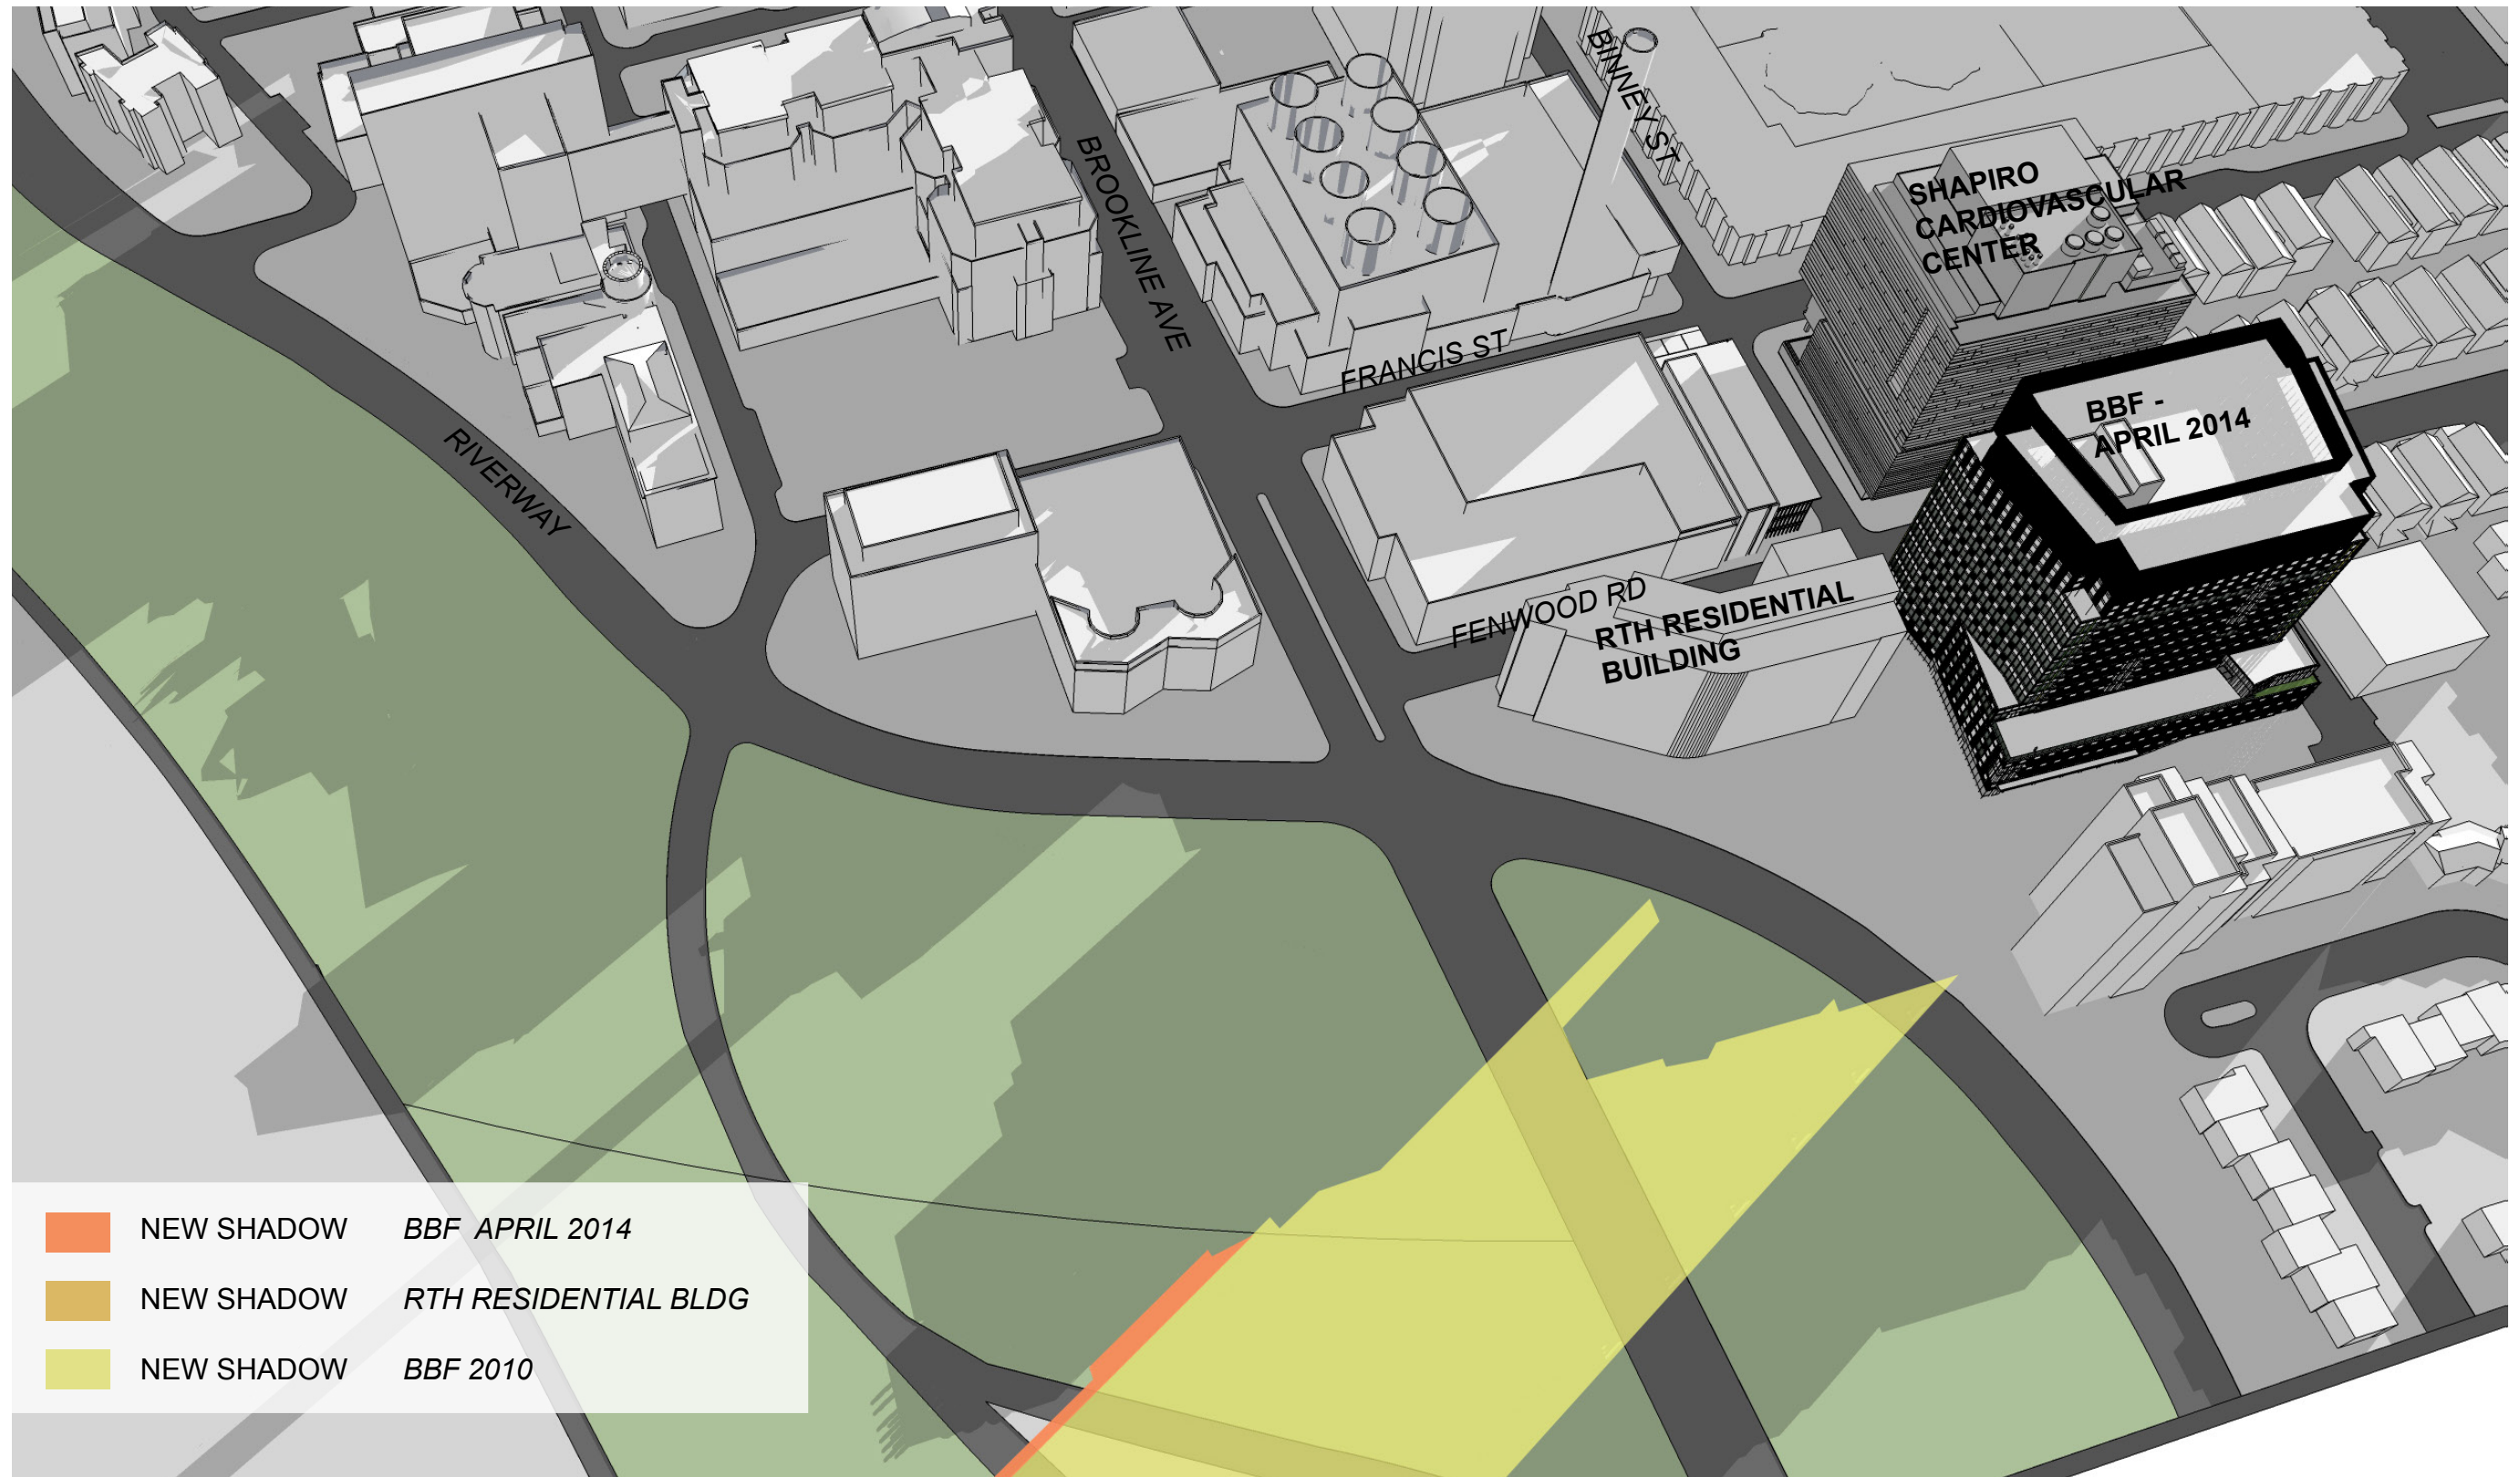 BINNEY ST
BROOKLINE AVE
SHAPIRO
CARDIOVASCULAR
CENTER
FRANCIS ST
BBF -
APRIL 2014
RIVERWAY
FENWOOD RD
RTH RESIDENTIAL
BUILDING
NEW SHADOW BBF APRIL 2014
NEW SHADOW RTH RESIDENTIAL BLDG
NEW SHADOW BBF 2010